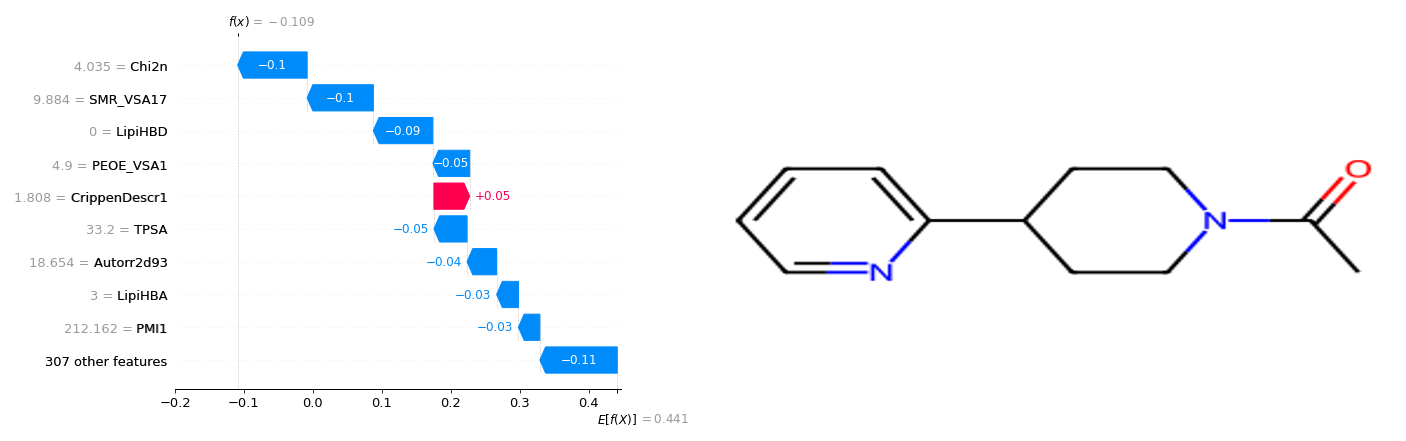 f(x) = −0.109
4.035 = Chi2n −0.1
9.884 = SMR_VSA17 −0.1
0 = LipiHBD −0.09
4.9 = PEOE_VSA1 −0.05
1.808 = CrippenDescr1 +0.05
33.2 = TPSA −0.05
18.654 = Autorr2d93 −0.04
3 = LipiHBA −0.03
212.162 = PMI1 −0.03
307 other features −0.11
−0.2 −0.1 0.0 0.1 0.2 0.3 0.4
E[f(X)] = 0.441
O
N
N